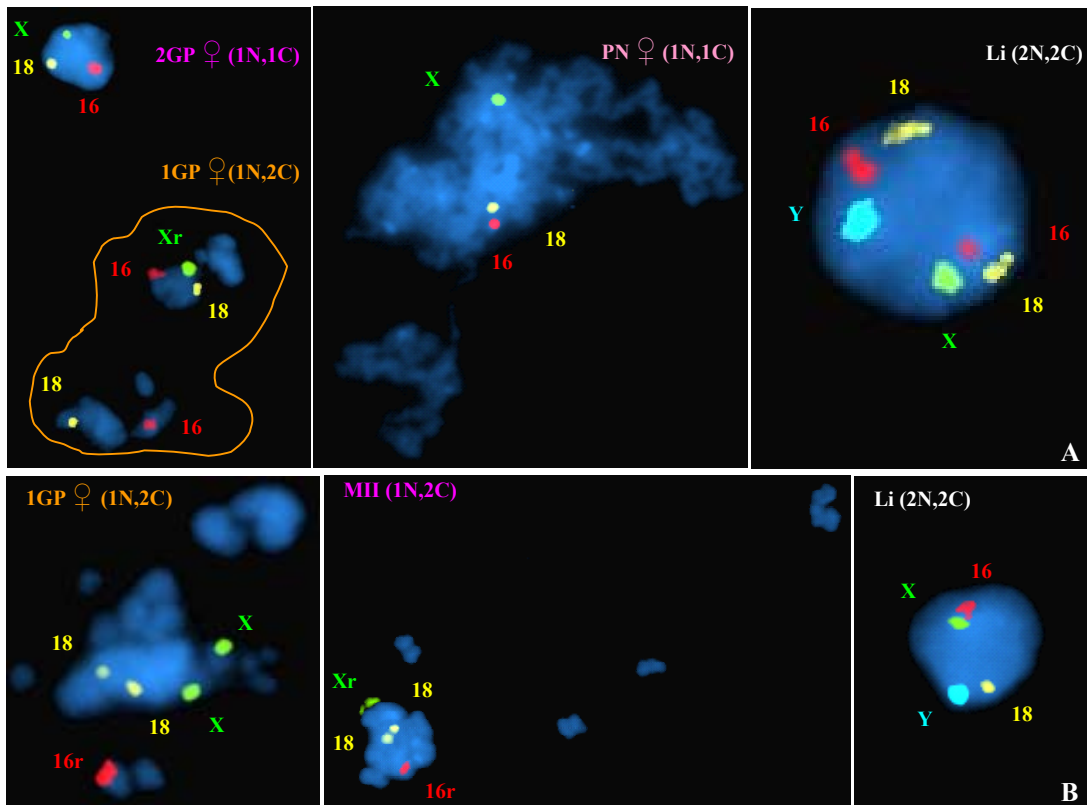 X
2GP ♀ (1N,1C)
18
16
1GP ♀(1N,2C)
Xr
16
18
18
16
PN ♀ (1N,1C)
X
18
16
Li (2N,2C)
18
16
Y
16
18
X
A
1GP ♀ (1N,2C)
X
18
18
X
16r
MII (1N,2C)
Xr
18
18
16r
Li (2N,2C)
16
X
Y
18
B